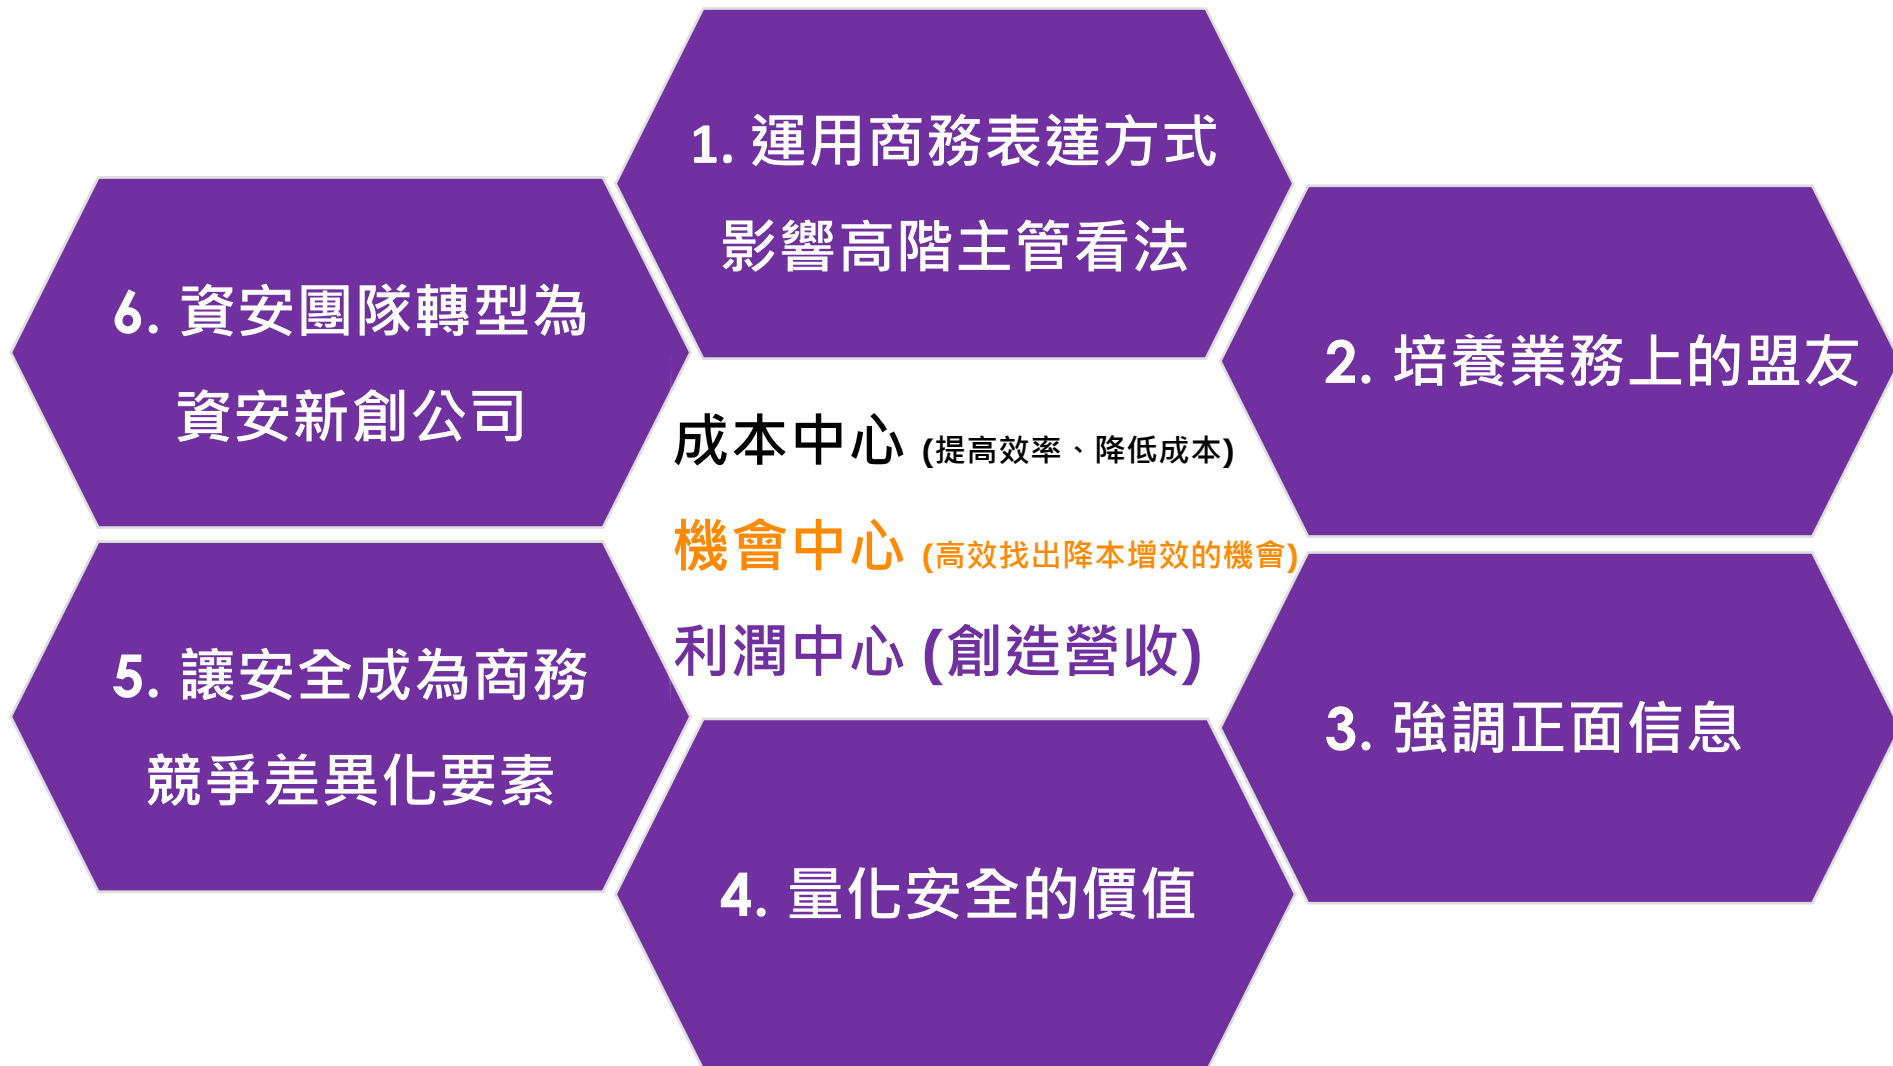 1. 運用商務表達方式
影響高階主管看法
2. 培養業務上的盟友
3. 強調正面信息
4. 量化安全的價值
5. 讓安全成為商務
競爭差異化要素
6. 資安團隊轉型為
資安新創公司
成本中心 (提高效率、降低成本)
機會中心 (高效找出降本增效的機會)
利潤中心 (創造營收)